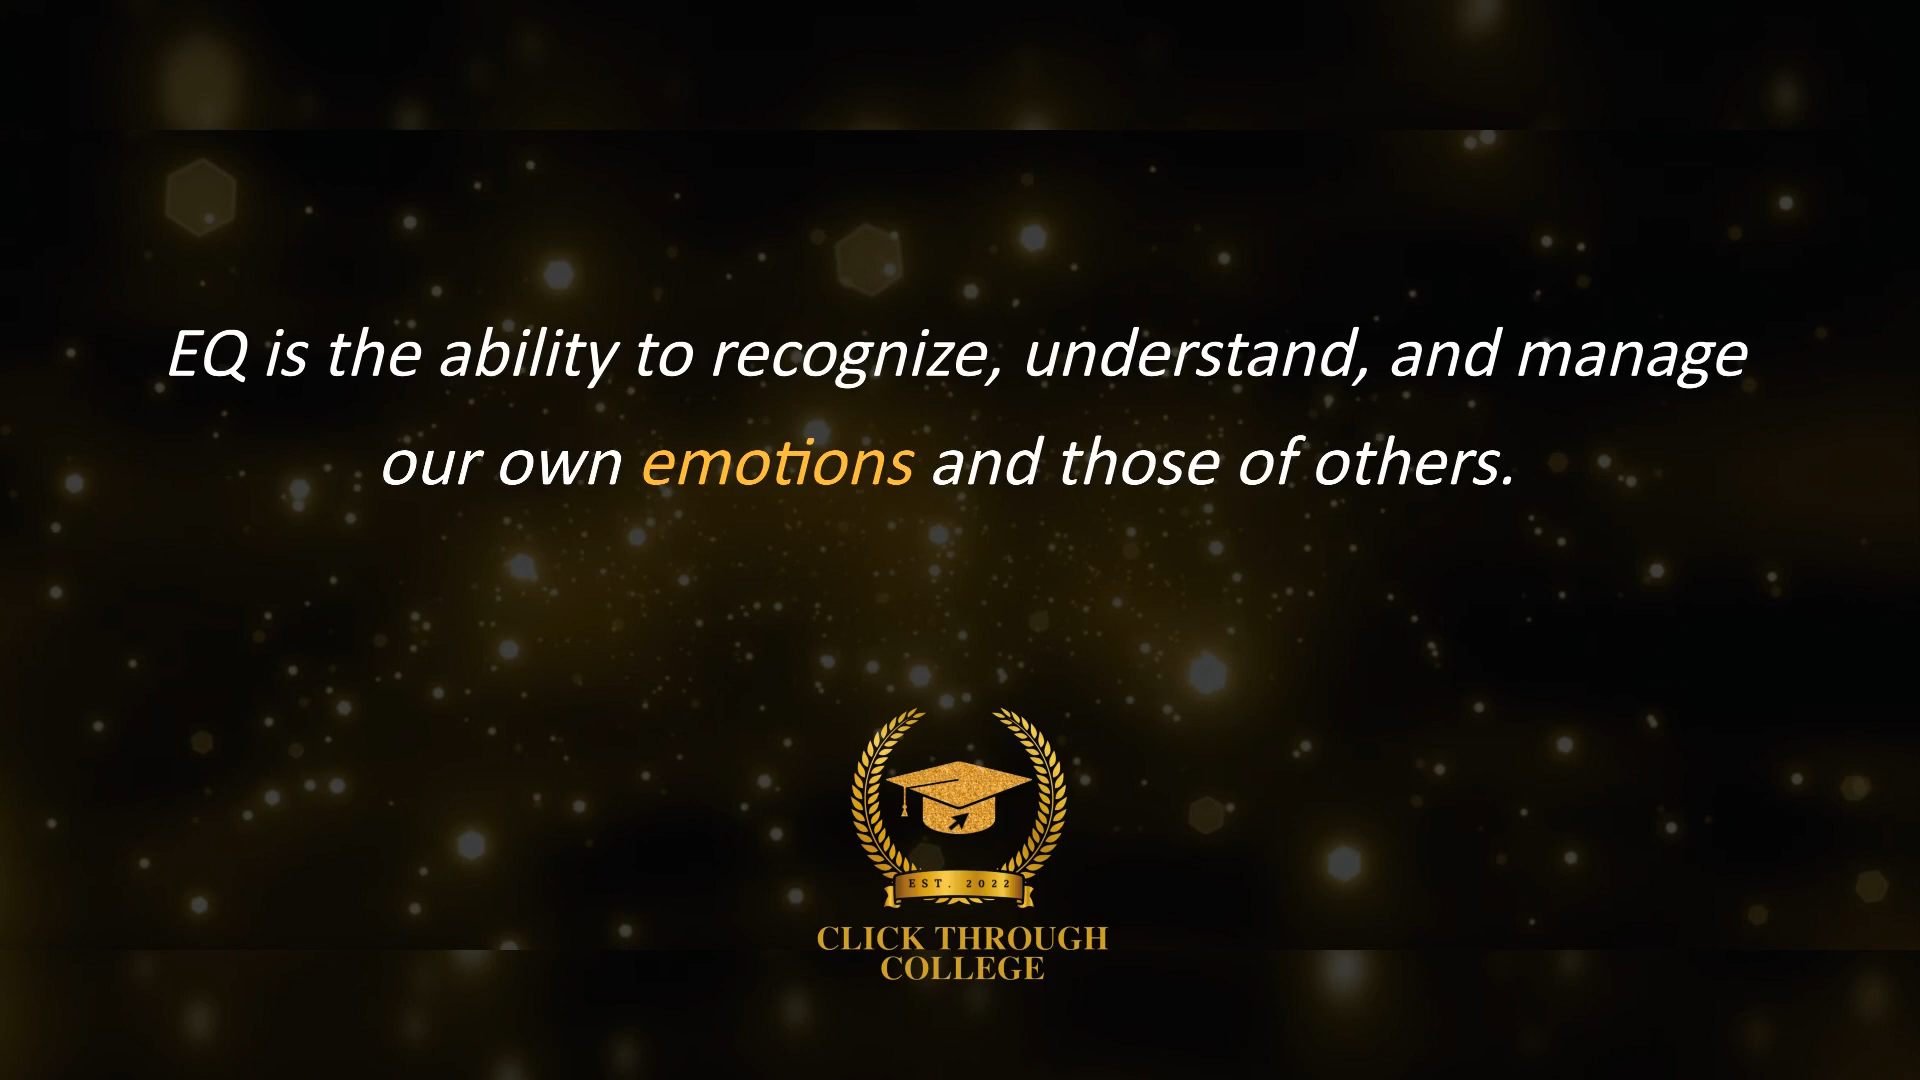 EQ is the ability to recognize, understand, and manage
our own emotions and those of others.
EST. 2022
CLICK THROUGH
COLLEGE